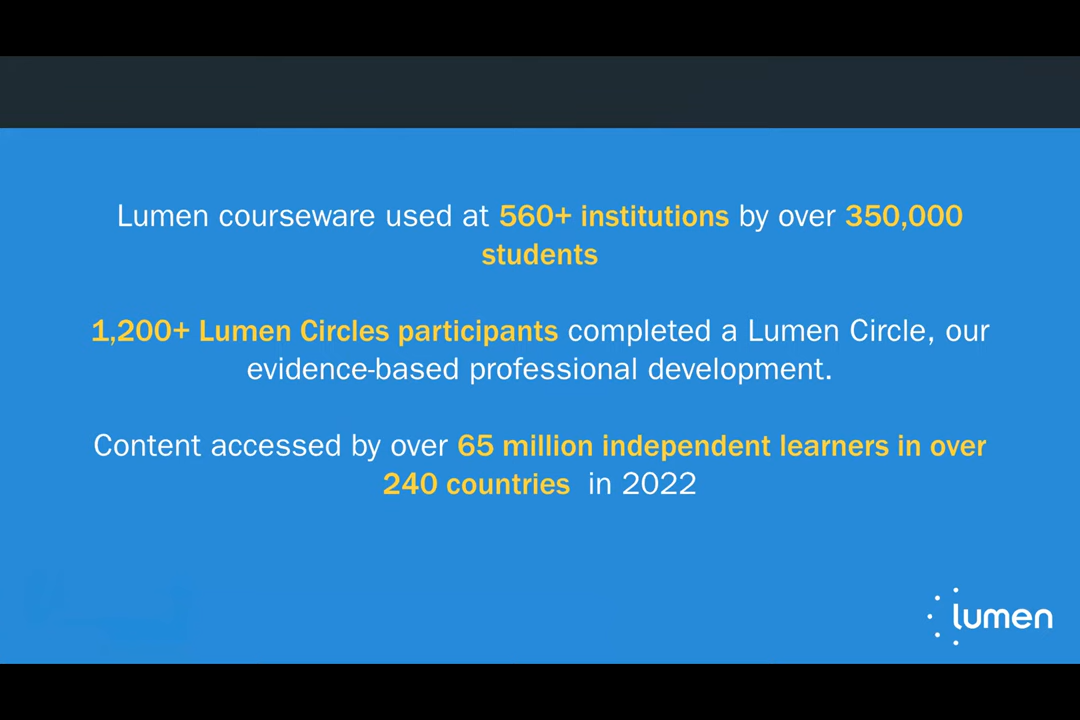 Lumen courseware used at 560+ institutions by over 350,000
students
1,200+ Lumen Circles participants completed a Lumen Circle, our
evidence-based professional development.
Content accessed by over 65 million independent learners in over
240 countries in 2022
lumen